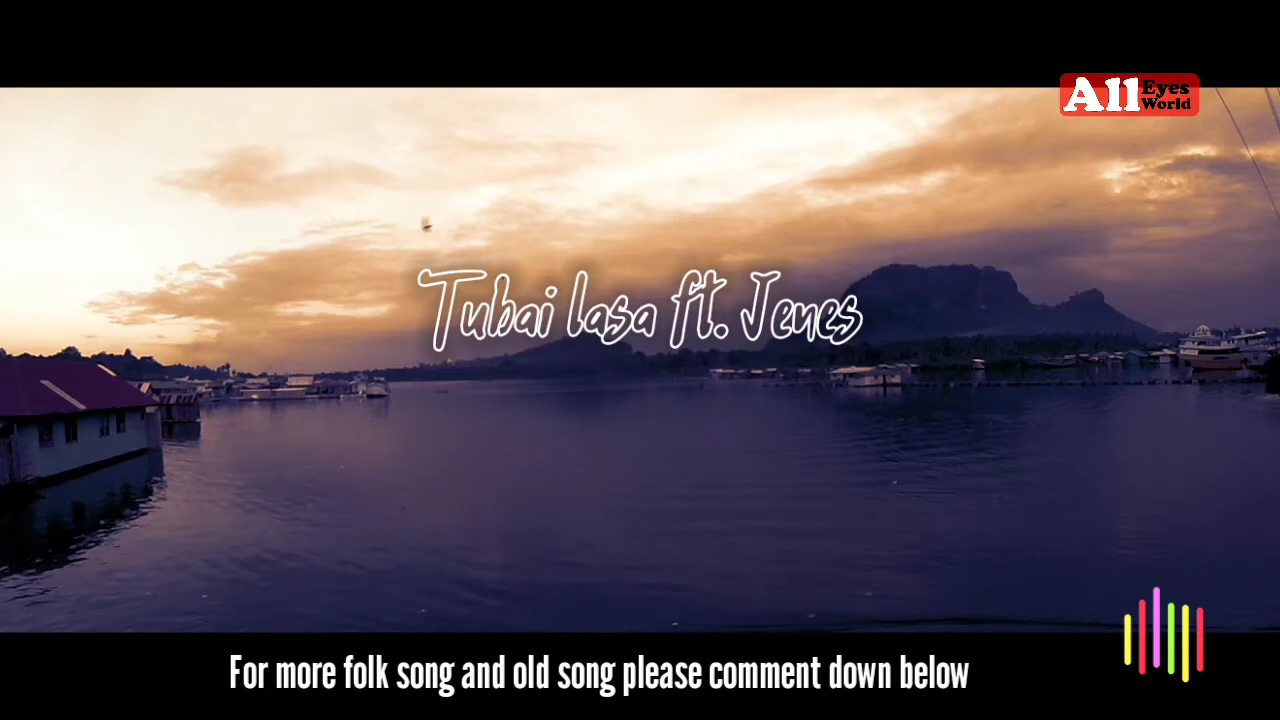 All Eyes World
Tubai lasa ft. Jenes
For more folk song and old song please comment down below